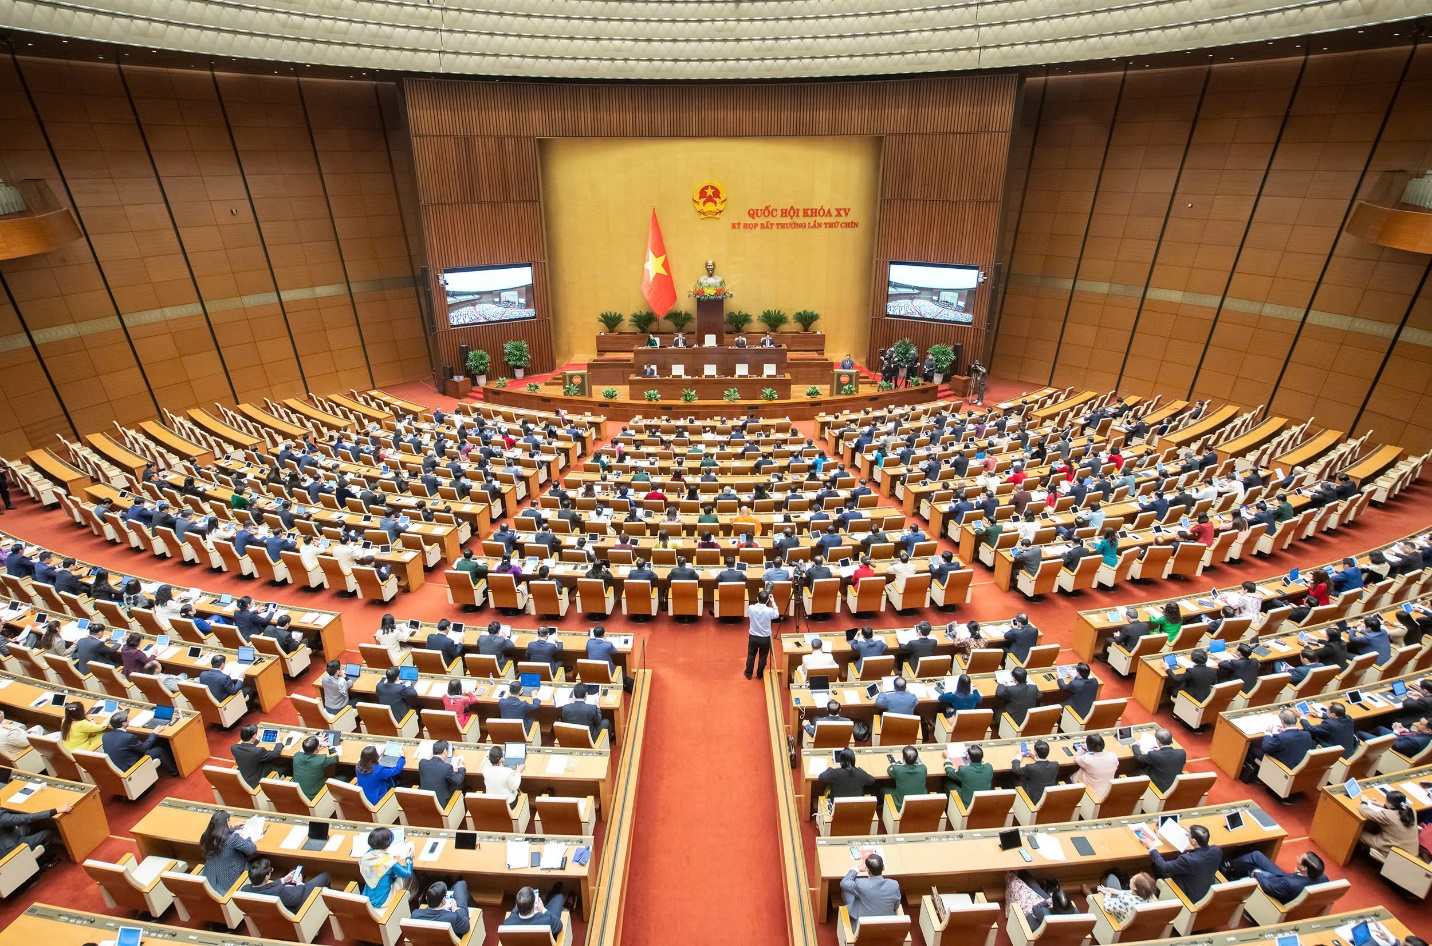 QUỐC HỘI KHÓA XV
KỲ HỌP BẤT THƯỜNG LẦN THỨ CHÍN